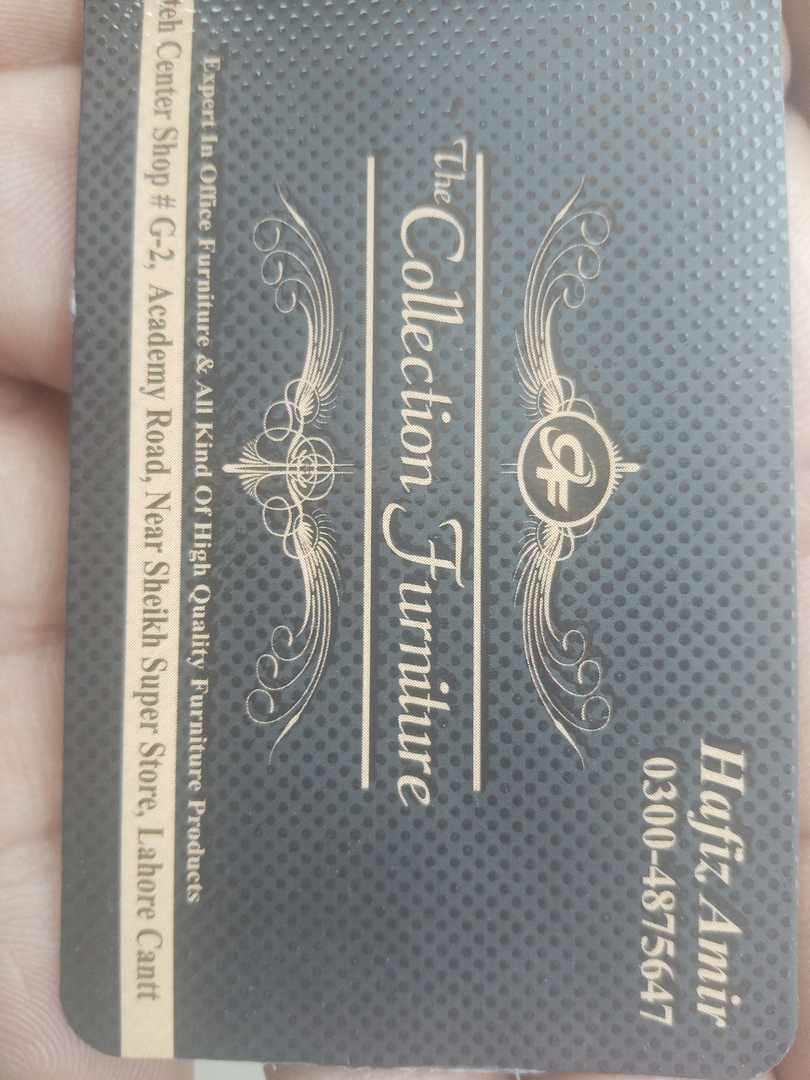 Hafiz Amir
0300-4875647
The Collection Furniture
Expert In Office Furniture & All Kind Of High Quality Furniture Products
Center Shop # G-2, Academy Road, Near Sheikh Super Store, Lahore Cantt